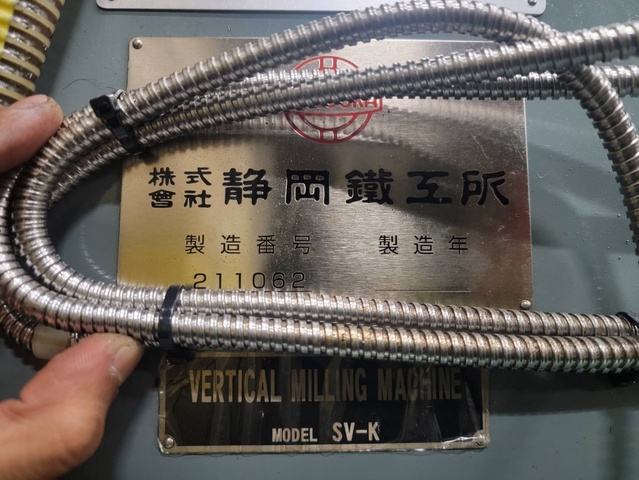 株式會社 静岡鐵工所
製造番号 製造年
211062
VERTICAL MILLING MACHINE
MODEL SV-K